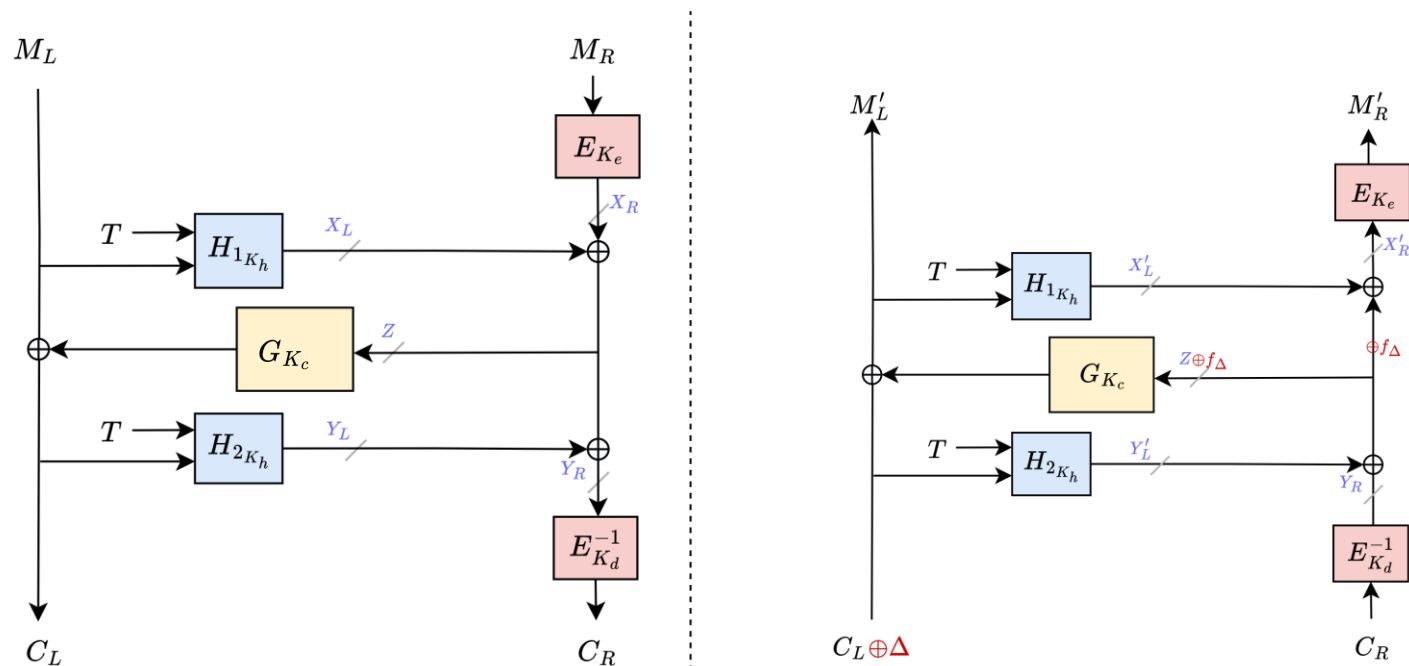 M_L
M_R
E_{K_e}
X_R
X_L
T
H_{1_{K_h}}
Z
G_{K_c}
T
Y_L
H_{2_{K_h}}
Y_R
E_{K_d}^{-1}
C_L
C_R
M'_L
M'_R
E_{K_e}
X'_R
X'_L
T
H_{1_{K_h}}
⊕f_Δ
Z⊕f_Δ
G_{K_c}
T
Y'_L
H_{2_{K_h}}
Y_R
E_{K_d}^{-1}
C_L⊕Δ
C_R